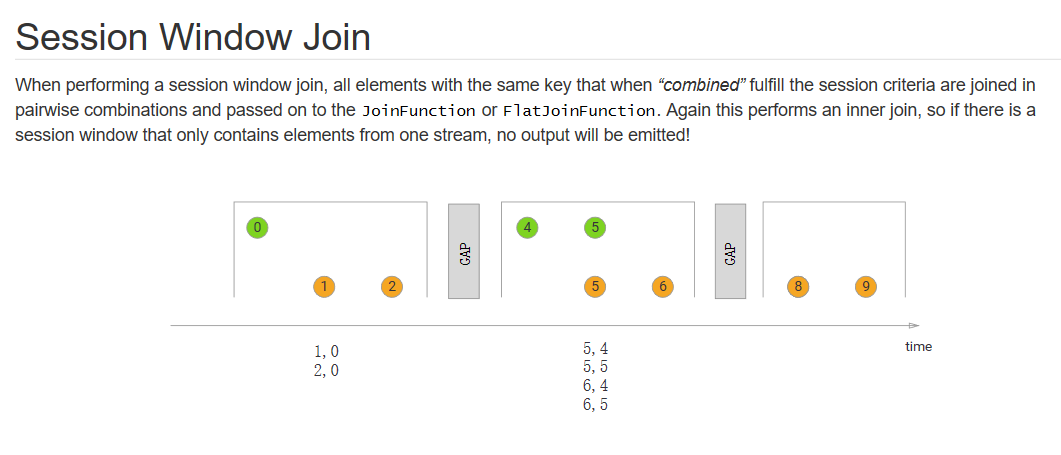 Session Window Join
When performing a session window join, all elements with the same key that when “combined” fulfill the session criteria are joined in
pairwise combinations and passed on to the JoinFunction or FlatJoinFunction. Again this performs an inner join, so if there is a
session window that only contains elements from one stream, no output will be emitted!
0
4
5
GAP
GAP
1
2
5
6
8
9
time
1, 0
2, 0
5, 4
5, 5
6, 4
6, 5